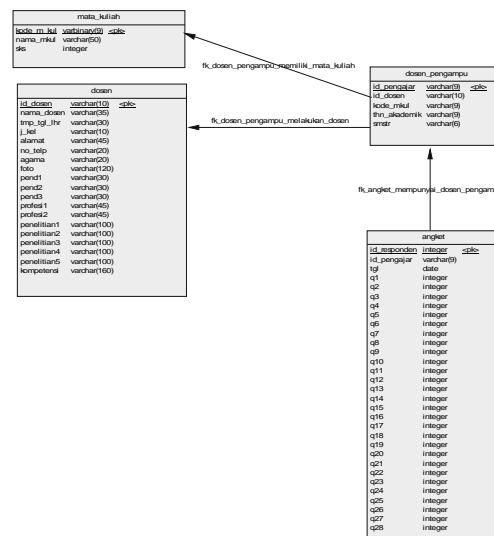 mata_kuliah
kode_m_kul varbinary(9) <pk>
nama_mkul varchar(50)
sks integer
fk_dosen_pengampu_memiliki_mata_kuliah
dosen
id_dosen varchar(10) <pk>
nama_dosen varchar(35)
tmp_tgl_lhr varchar(30)
j_kel varchar(10)
alamat varchar(45)
no_telp varchar(20)
agama varchar(20)
foto varchar(120)
pend1 varchar(30)
pend2 varchar(30)
pend3 varchar(30)
profesi1 varchar(45)
profesi2 varchar(45)
penelitian1 varchar(100)
penelitian2 varchar(100)
penelitian3 varchar(100)
penelitian4 varchar(100)
penelitian5 varchar(100)
kompetensi varchar(160)
fk_dosen_pengampu_melakukan_dosen
dosen_pengampu
id_pengajar varchar(9) <pk>
id_dosen varchar(10)
kode_mkul varchar(9)
thn_akademik varchar(9)
smstr varchar(6)
fk_angket_mempunyai_dosen_pengam
angket
id_responden integer <pk>
id_pengajar varchar(9)
tgl date
q1 integer
q2 integer
q3 integer
q4 integer
q5 integer
q6 integer
q7 integer
q8 integer
q9 integer
q10 integer
q11 integer
q12 integer
q13 integer
q14 integer
q15 integer
q16 integer
q17 integer
q18 integer
q19 integer
q20 integer
q21 integer
q22 integer
q23 integer
q24 integer
q25 integer
q26 integer
q27 integer
q28 integer